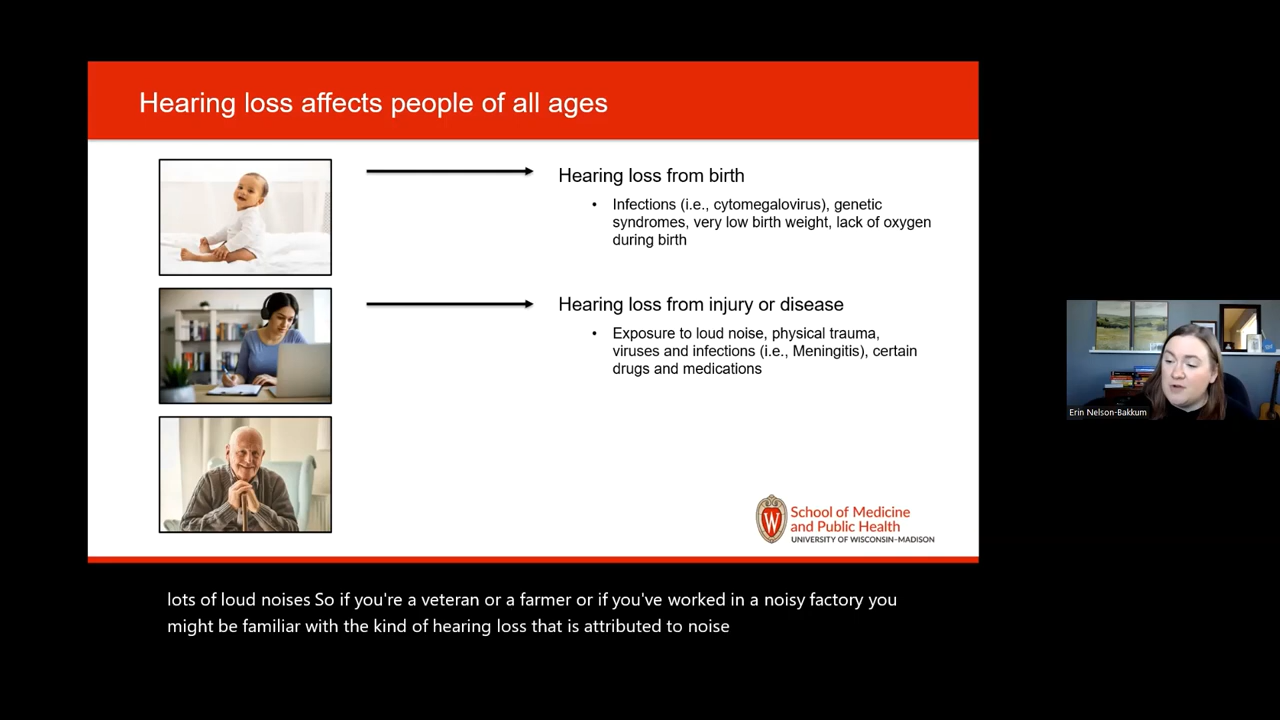 Hearing loss affects people of all ages
Hearing loss from birth
• Infections (i.e., cytomegalovirus), genetic
syndromes, very low birth weight, lack of oxygen
during birth
Hearing loss from injury or disease
• Exposure to loud noise, physical trauma,
viruses and infections (i.e., Meningitis), certain
drugs and medications
W
School of Medicine
and Public Health
UNIVERSITY OF WISCONSIN-MADISON
Erin Nelson-Bakkum
lots of loud noises So if you're a veteran or a farmer or if you've worked in a noisy factory you
might be familiar with the kind of hearing loss that is attributed to noise